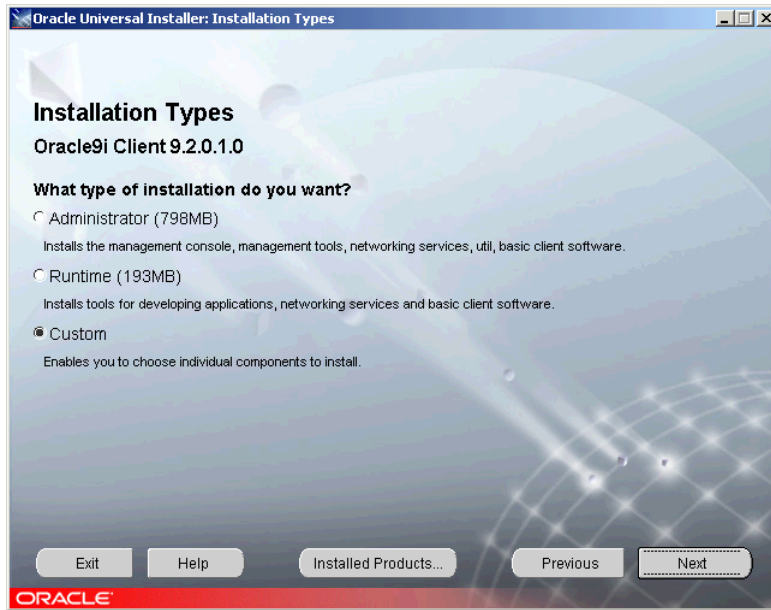 Oracle Universal Installer: Installation Types
Installation Types
Oracle9i Client 9.2.0.1.0
What type of installation do you want?
Administrator (798MB)
Installs the management console, management tools, networking services, util, basic client software.
Runtime (193MB)
Installs tools for developing applications, networking services and basic client software.
Custom
Enables you to choose individual components to install.
Exit Help Installed Products... Previous Next
ORACLE